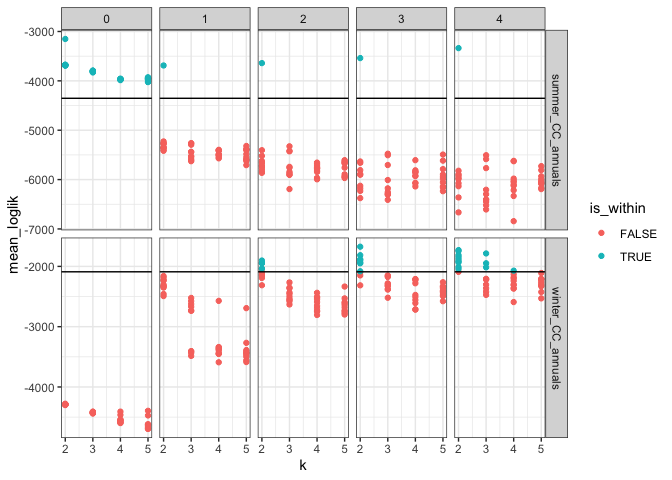 0 1 2 3 4
-3000
-4000
-5000
-6000
-7000
summer_CC_annuals
-2000
-3000
-4000
winter_CC_annuals
2 3 4 5 2 3 4 5 2 3 4 5 2 3 4 5 2 3 4 5
k
mean_loglik
is_within
FALSE
TRUE